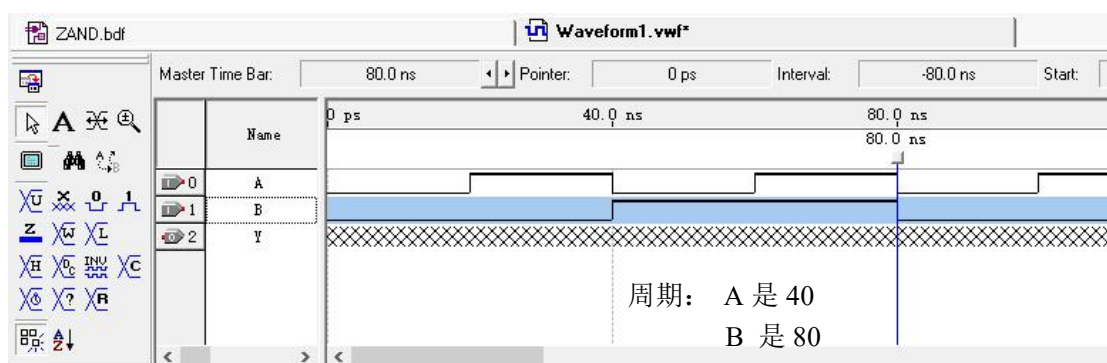 ZAND.bdf
Waveform1.vwf*
Master Time Bar: 80.0 ns Pointer: 0 ps Interval: -80.0 ns Start:
Name
0 ps 40.0 ns 80.0 ns
80.0 ns
0 A
1 B
2 Y
周期： A 是 40
B 是 80